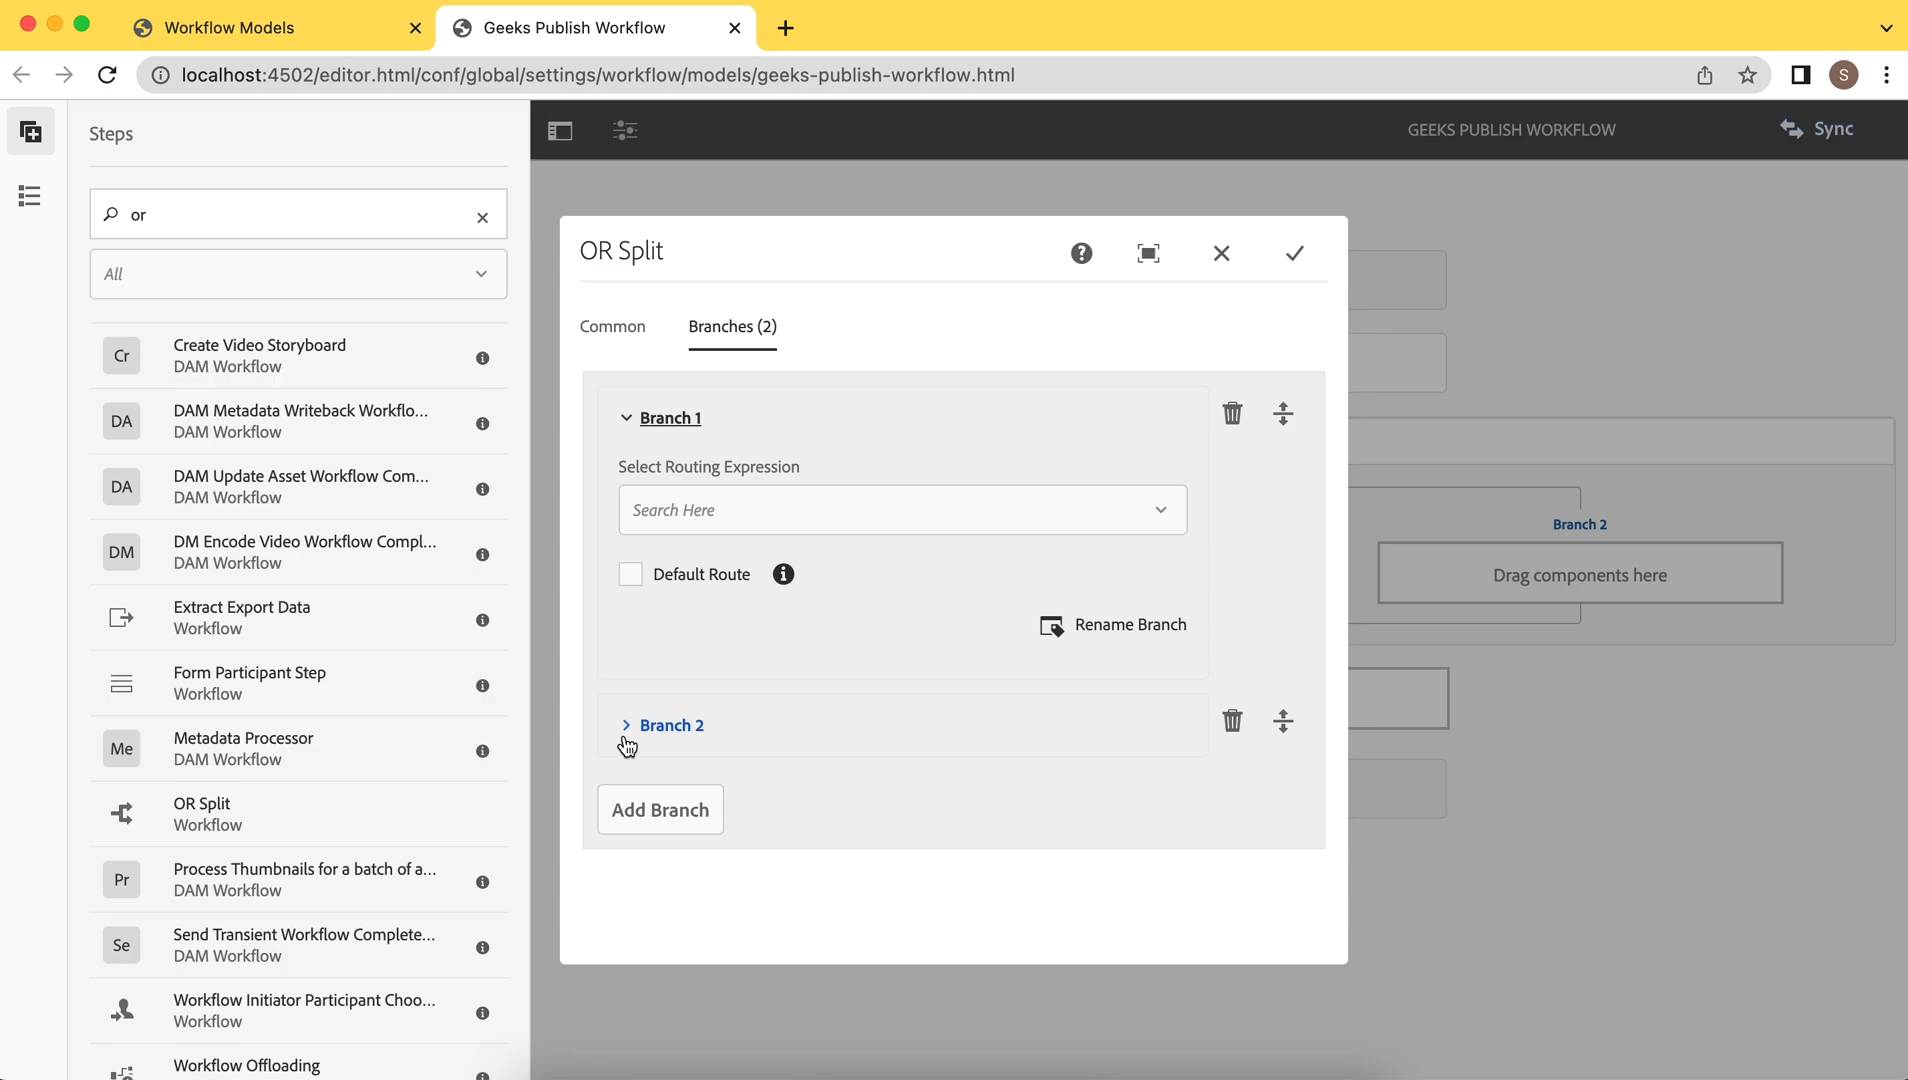 Workflow Models
Geeks Publish Workflow
localhost:4502/editor.html/conf/global/settings/workflow/models/geeks-publish-workflow.html
S
Steps
or
All
Cr
Create Video Storyboard
DAM Workflow
DA
DAM Metadata Writeback Workflo...
DAM Workflow
DA
DAM Update Asset Workflow Com...
DAM Workflow
DM
DM Encode Video Workflow Compl...
DAM Workflow
Extract Export Data
Workflow
Form Participant Step
Workflow
Me
Metadata Processor
DAM Workflow
OR Split
Workflow
Pr
Process Thumbnails for a batch of a...
DAM Workflow
Se
Send Transient Workflow Complete...
DAM Workflow
Workflow Initiator Participant Choo...
Workflow
Workflow Offloading
GEEKS PUBLISH WORKFLOW
Sync
OR Split
Common
Branches (2)
Branch 1
Select Routing Expression
Search Here
Default Route
Rename Branch
Branch 2
Add Branch
Branch 2
Drag components here